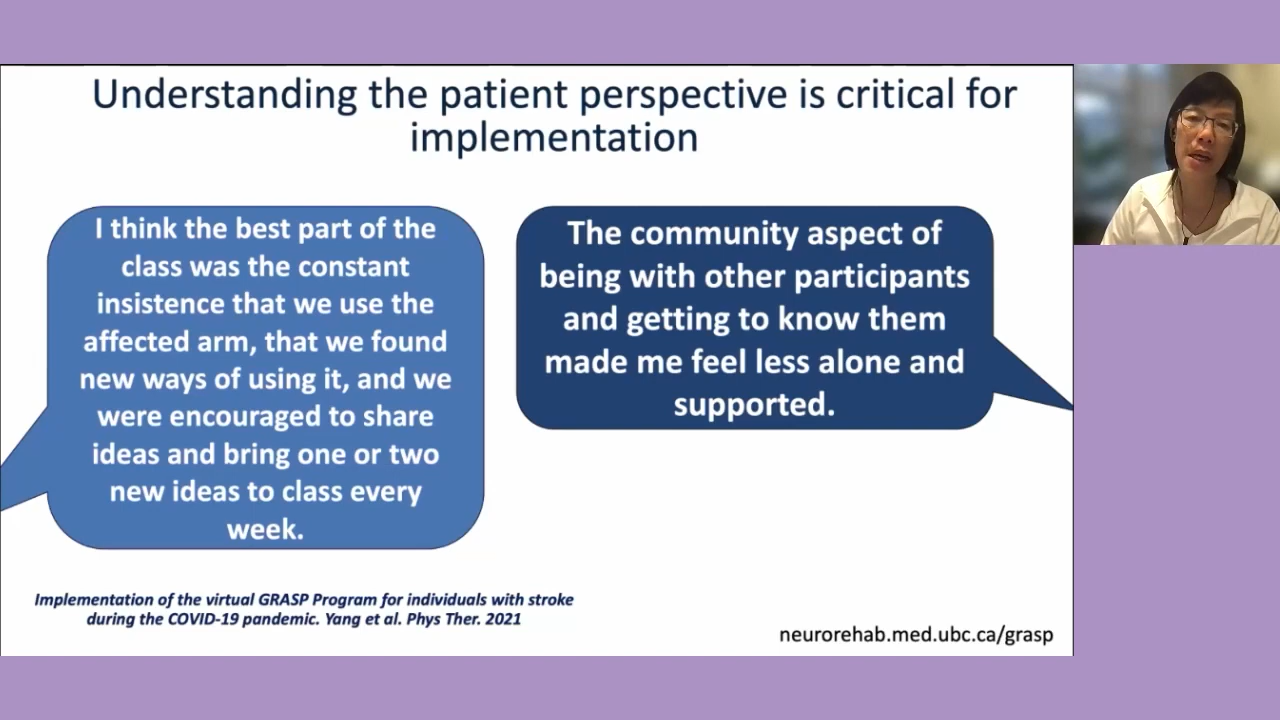 Understanding the patient perspective is critical for
implementation
I think the best part of the
class was the constant
insistence that we use the
affected arm, that we found
new ways of using it, and we
were encouraged to share
ideas and bring one or two
new ideas to class every
week.
The community aspect of
being with other participants
and getting to know them
made me feel less alone and
supported.
Implementation of the virtual GRASP Program for individuals with stroke
during the COVID-19 pandemic. Yang et al. Phys Ther. 2021
neurorehab.med.ubc.ca/grasp